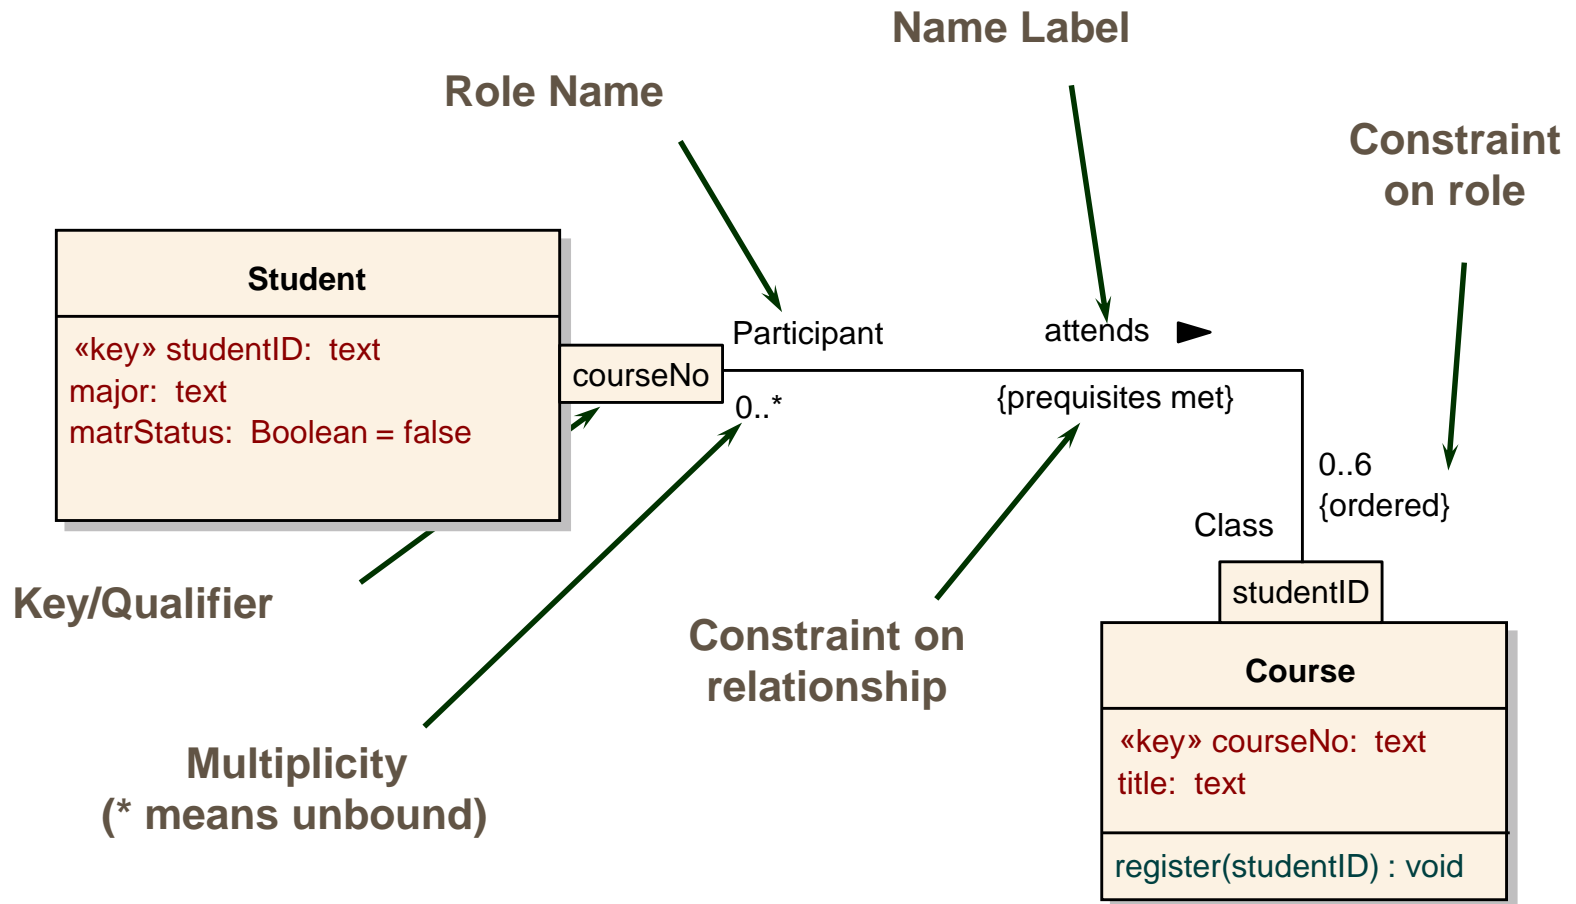 Name Label
Role Name
Constraint
on role
Student
«key» studentID:  text
major:  text
matrStatus:  Boolean = false
courseNo
Participant
0..*
attends
{prequisites met}
0..6
{ordered}
Class
studentID
Key/Qualifier
Constraint on
relationship
Multiplicity
(* means unbound)
Course
«key» courseNo:  text
title:  text
register(studentID) : void